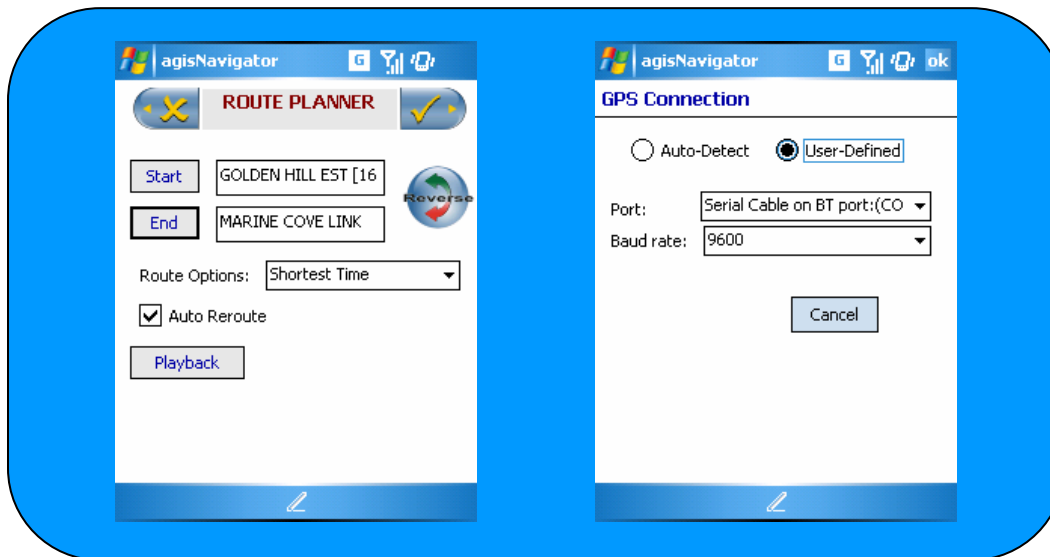 agisNavigator G
ROUTE PLANNER
Start GOLDEN HILL EST [16
Reverse
End MARINE COVE LINK
Route Options: Shortest Time
Auto Reroute
Playback
agisNavigator G ok
GPS Connection
Auto-Detect User-Defined
Port: Serial Cable on BT port:(CO
Baud rate: 9600
Cancel